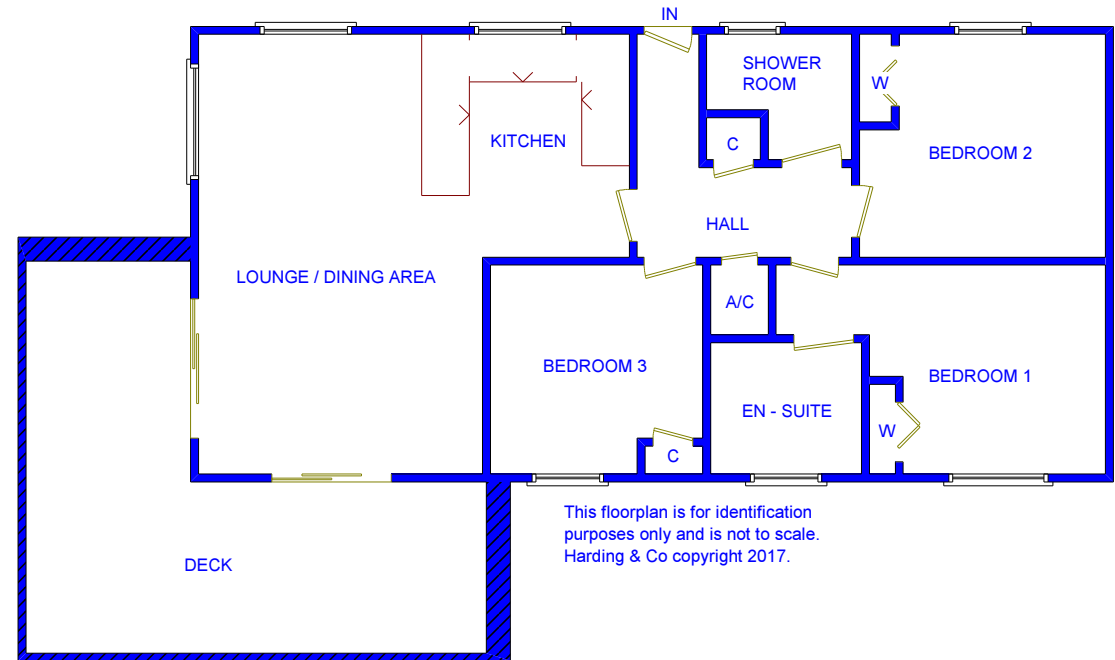 IN
SHOWER
ROOM
W
KITCHEN
C
BEDROOM 2
HALL
LOUNGE / DINING AREA
A/C
BEDROOM 3
BEDROOM 1
EN - SUITE
W
C
This floorplan is for identification
purposes only and is not to scale.
Harding & Co copyright 2017.
DECK